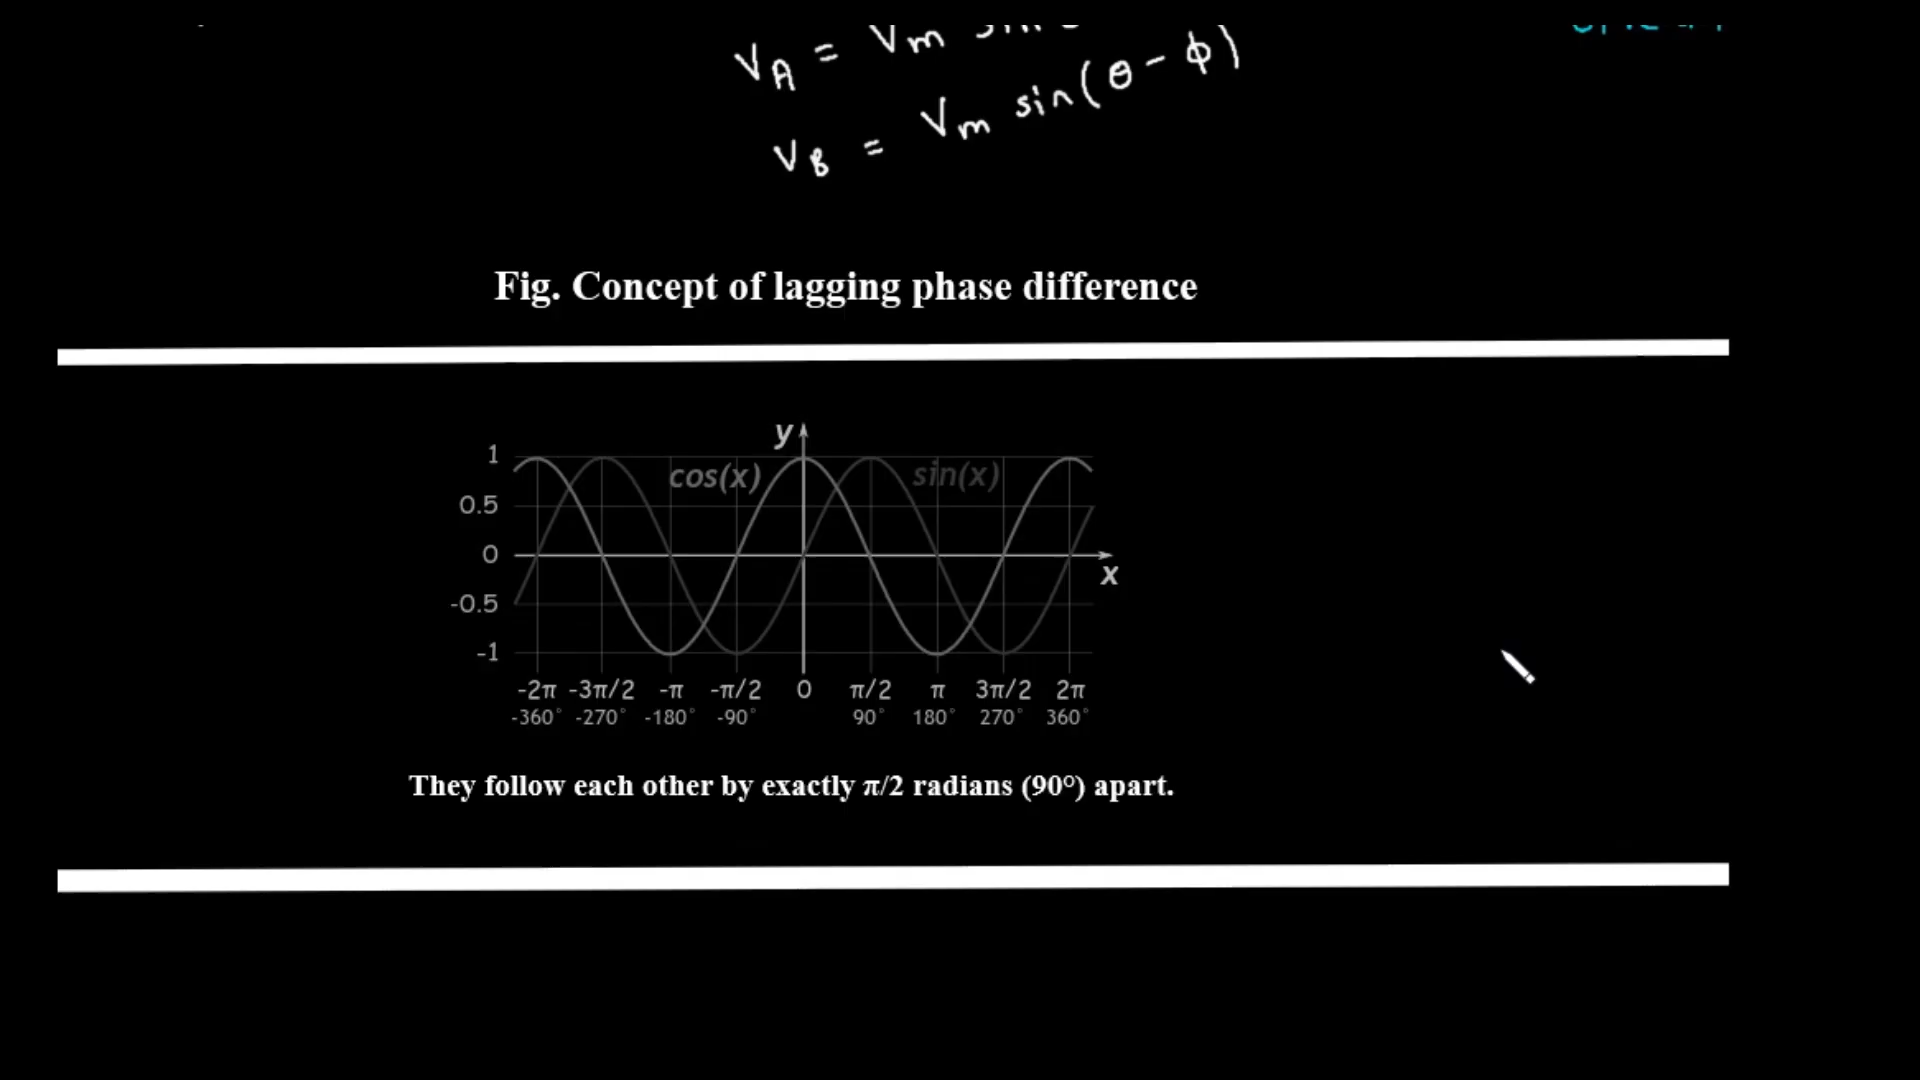 V_A = V_m
V_B = V_m sin(θ - ϕ)
Fig. Concept of lagging phase difference
y
1
cos(x) sin(x)
0.5
0
x
-0.5
-1
-2π -3π/2 -π -π/2 0 π/2 π 3π/2 2π
-360° -270° -180° -90° 90° 180° 270° 360°
They follow each other by exactly π/2 radians (90°) apart.